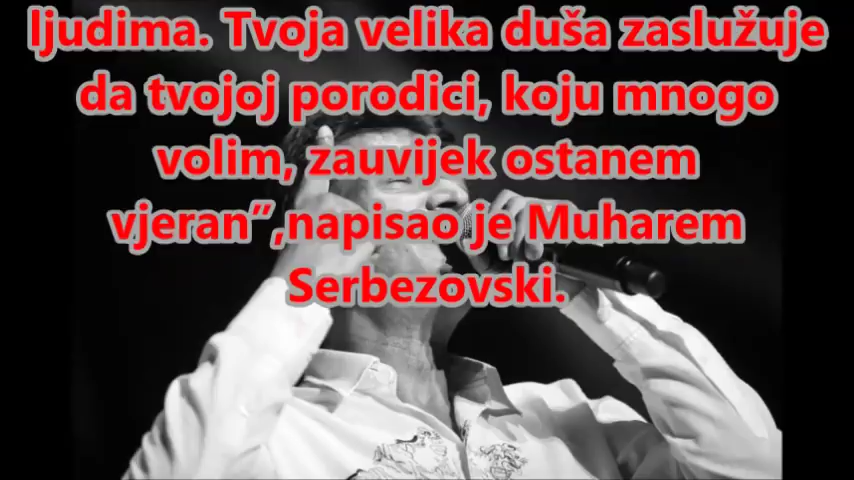 ljudima. Tvoja velika duša zaslužuje
da tvojoj porodici, koju mnogo
volim, zauvijek ostanem
vjeran”,napisao je Muharem
Serbezovski.